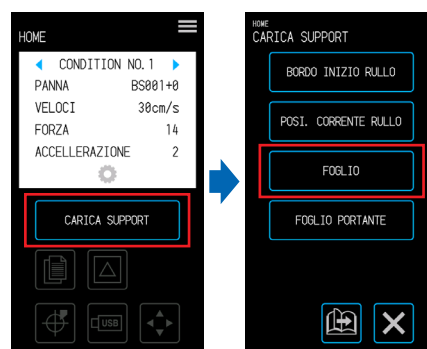 HOME
CONDITION NO.1
PANNA BS001+0
VELOCI 30cm/s
FORZA 14
ACCELLERAZIONE 2
CARICA SUPPORT
USB
HOME
CARICA SUPPORT
BORDO INIZIO RULLO
POSI. CORRENTE RULLO
FOGLIO
FOGLIO PORTANTE